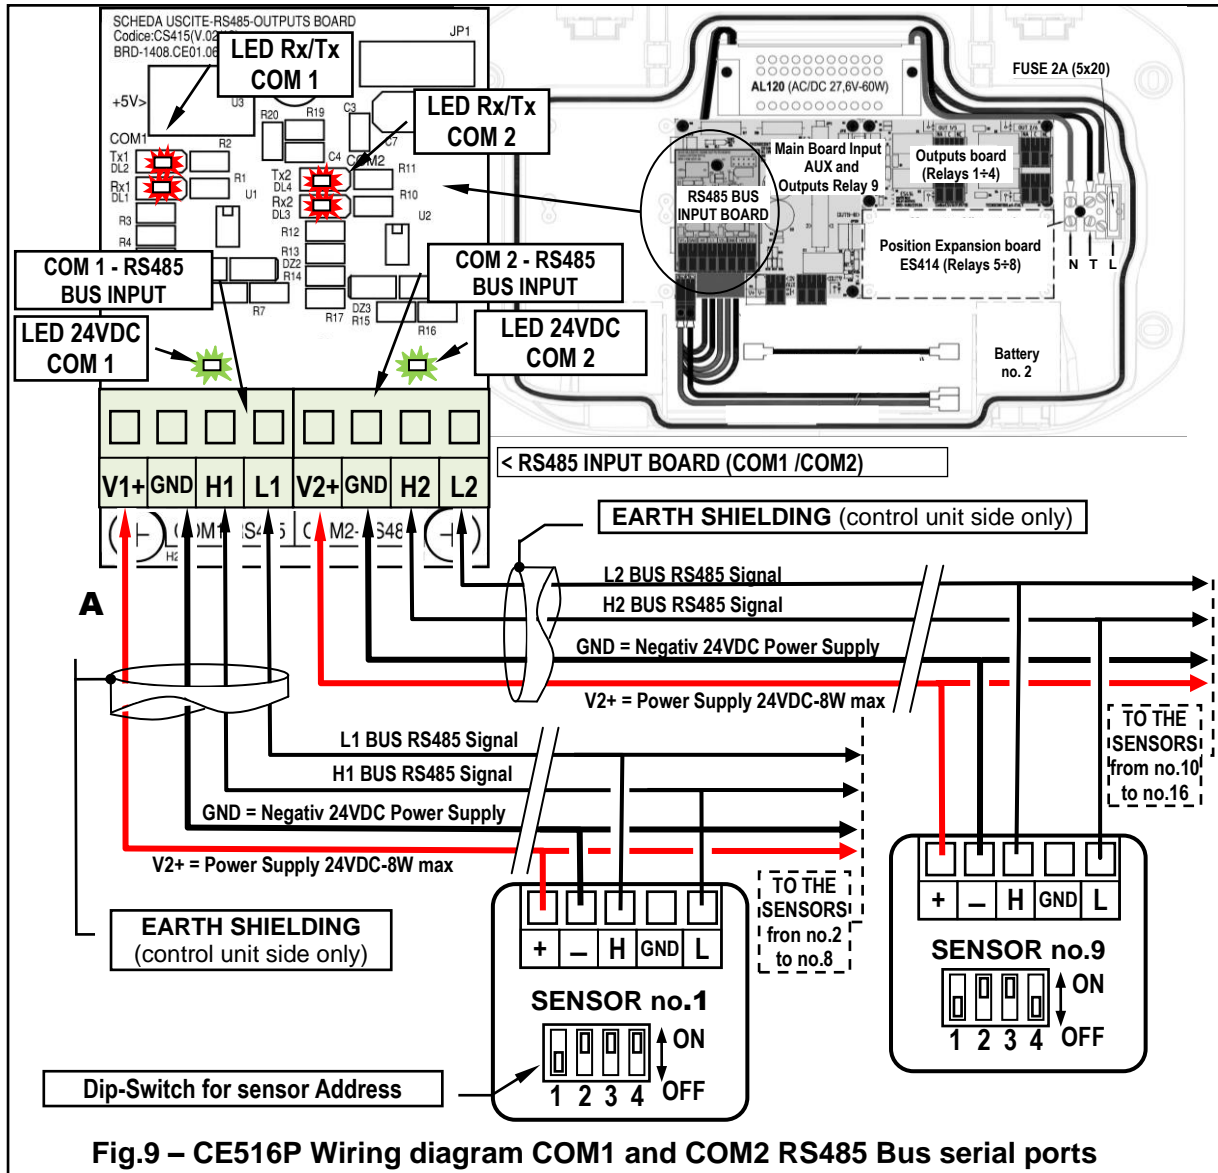 SCHEDA USCITE-RS485-OUTPUTS BOARD
Codice:CS415(V.02
BRD-1408.CE01.06
JP1
LED Rx/Tx
COM 1
LED Rx/Tx
COM 2
+5V>
U3
C3
C7
R20
R19
COM1
R2
C4
COM2
Tx1
DL2
Rx1
DL1
R1
U1
Tx2
DL4
Rx2
DL3
R11
R10
U2
R3
R4
R12
R13
DZ2
R14
R7
R17
DZ3
R15
R16
COM 1 - RS485
BUS INPUT
COM 2 - RS485
BUS INPUT
LED 24VDC
COM 1
LED 24VDC
COM 2
FUSE 2A (5x20)
AL120 (AC/DC 27,6V-60W)
Main Board Input
AUX and
Outputs Relay 9
Outputs board
(Relays 1÷4)
RS485 BUS
INPUT BOARD
Position Expansion board
ES414 (Relays 5÷8)
N T L
Battery
no. 2
< RS485 INPUT BOARD (COM1 /COM2)
V1+ GND H1 L1 V2+ GND H2 L2
EARTH SHIELDING (control unit side only)
A
L2 BUS RS485 Signal
H2 BUS RS485 Signal
GND = Negativ 24VDC Power Supply
V2+ = Power Supply 24VDC-8W max
TO THE
SENSORS
from no.10
to no.16
L1 BUS RS485 Signal
H1 BUS RS485 Signal
GND = Negativ 24VDC Power Supply
V2+ = Power Supply 24VDC-8W max
TO THE
SENSORS
fron no.2
to no.8
EARTH SHIELDING
(control unit side only)
+ – H GND L
SENSOR no.1
ON
OFF
1 2 3 4
+ – H GND L
SENSOR no.9
ON
OFF
1 2 3 4
Dip-Switch for sensor Address
Fig.9 – CE516P Wiring diagram COM1 and COM2 RS485 Bus serial ports